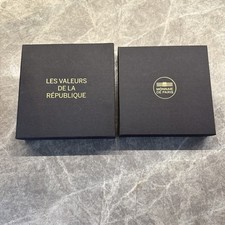 LES VALEURS
DE LA
RÉPUBLIQUE
MONNAIE
DE PARIS